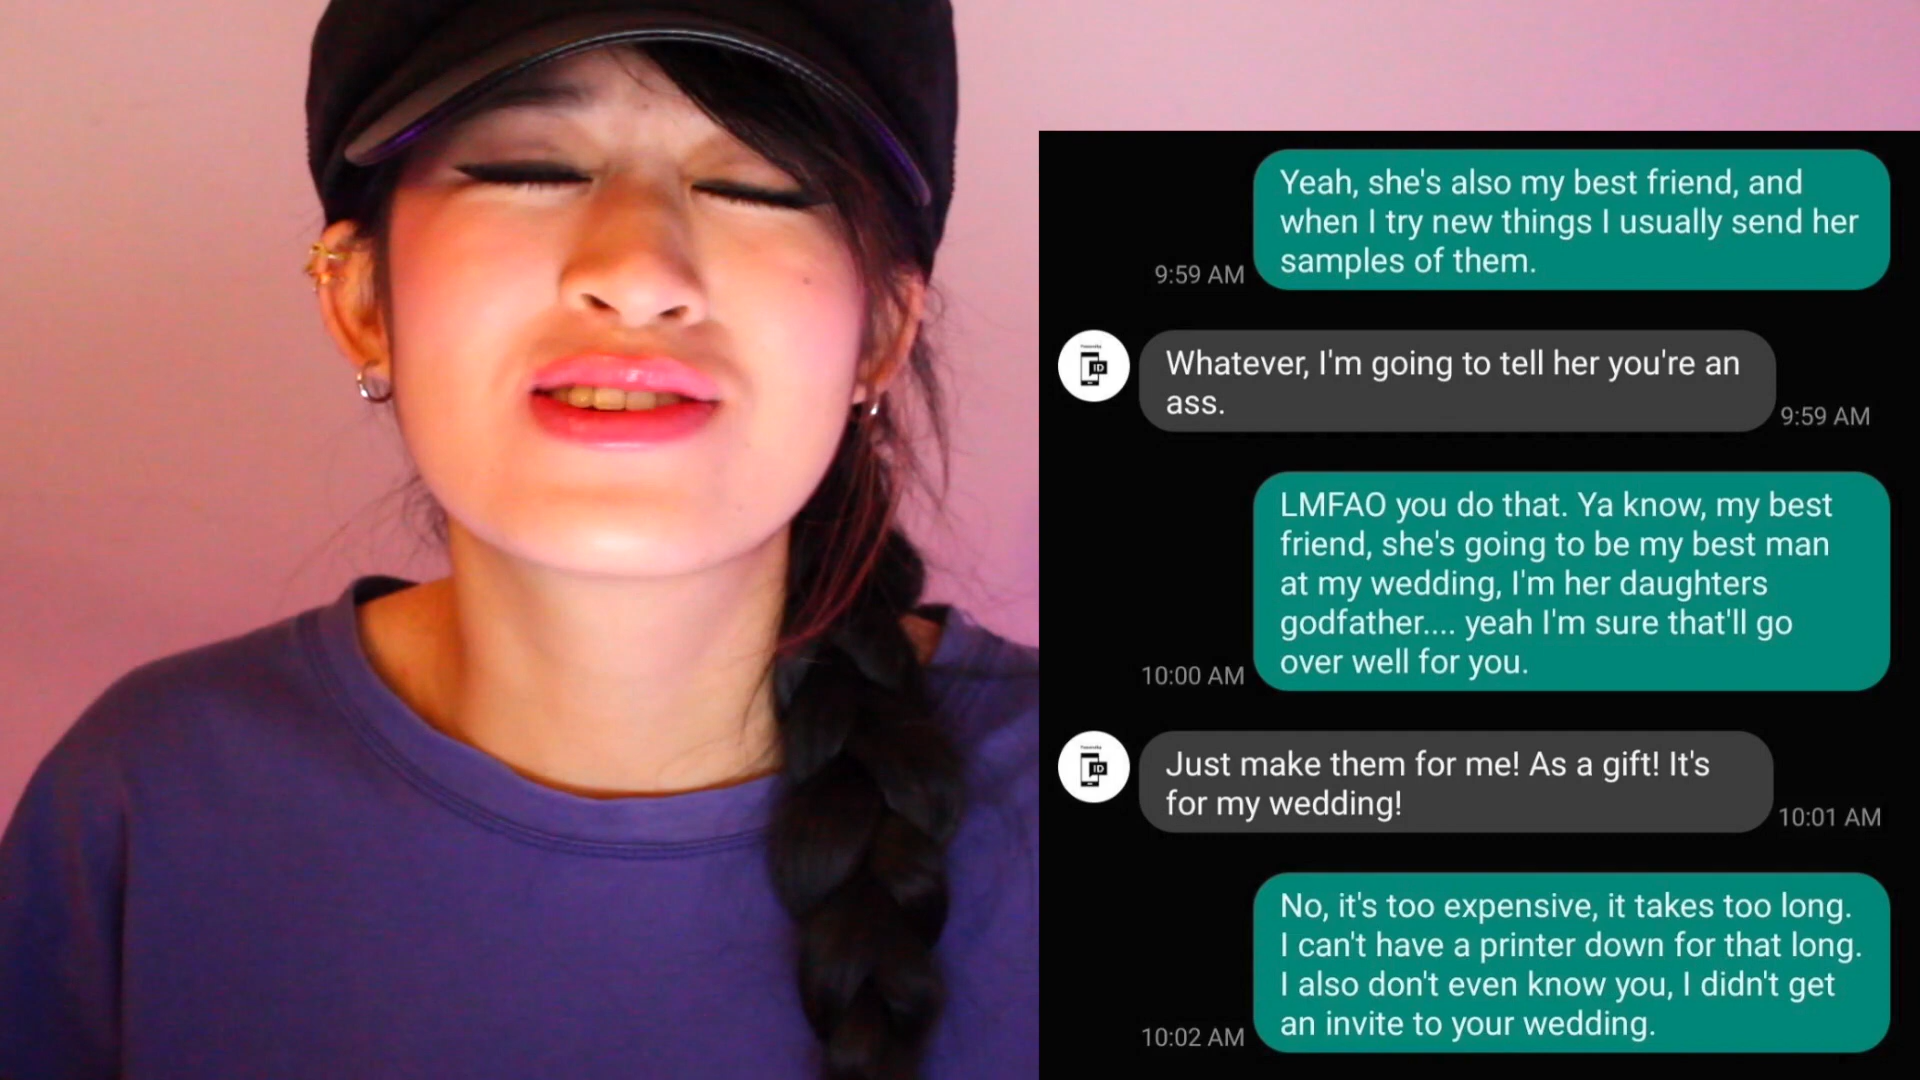 Yeah, she's also my best friend, and
when I try new things I usually send her
samples of them.
9:59 AM
ID
Whatever, I'm going to tell her you're an
ass.
9:59 AM
LMFAO you do that. Ya know, my best
friend, she's going to be my best man
at my wedding, I'm her daughters
godfather.... yeah I'm sure that'll go
over well for you.
10:00 AM
ID
Just make them for me! As a gift! It's
for my wedding!
10:01 AM
No, it's too expensive, it takes too long.
I can't have a printer down for that long.
I also don't even know you, I didn't get
an invite to your wedding.
10:02 AM